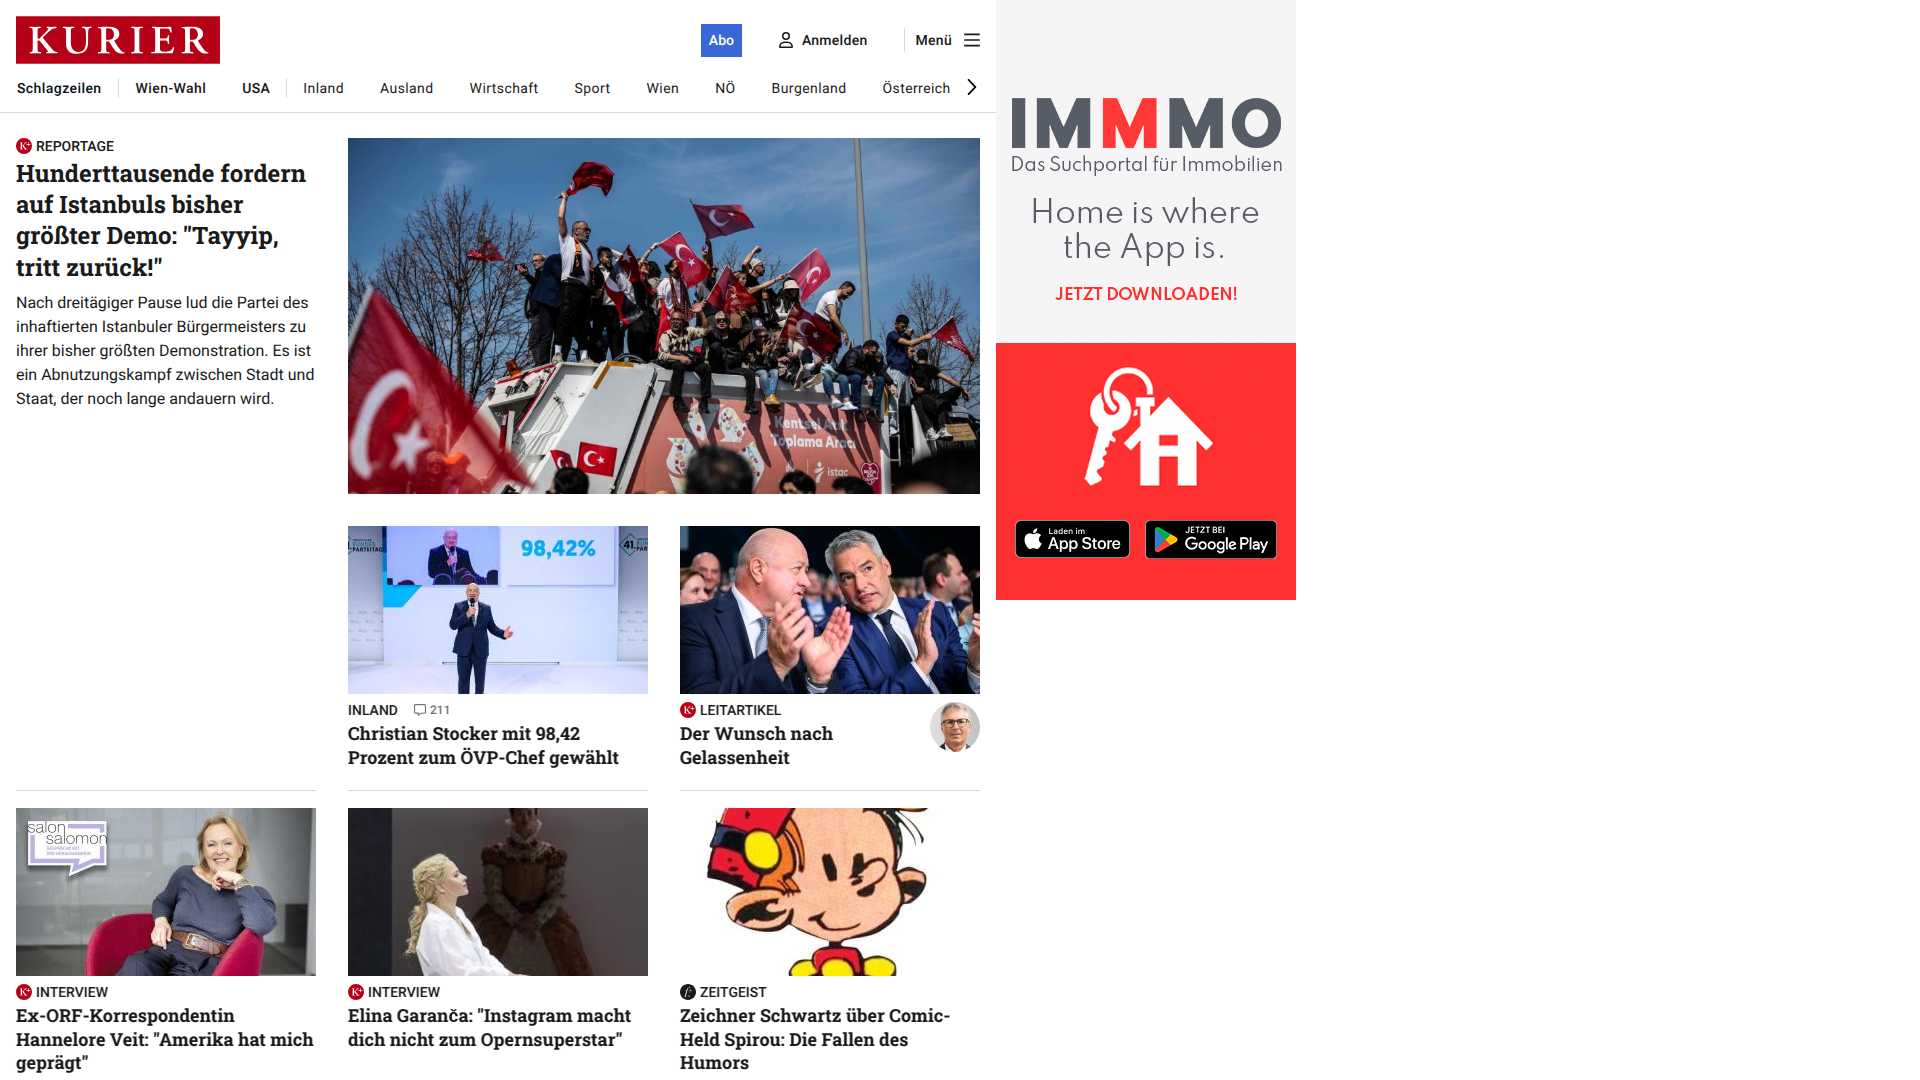 KURIER
Abo
Anmelden
Menü
Schlagzeilen
Wien-Wahl
USA
Inland
Ausland
Wirtschaft
Sport
Wien
NÖ
Burgenland
Österreich
REPORTAGE
Hunderttausende fordern
auf Istanbuls bisher
größter Demo: "Tayyip,
tritt zurück!"
Nach dreitägiger Pause lud die Partei des
inhaftierten Istanbuler Bürgermeisters zu
ihrer bisher größten Demonstration. Es ist
ein Abnutzungskampf zwischen Stadt und
Staat, der noch lange andauern wird.
Kentsel Atık
Toplama Aracı
istaç
98,42%
41.
INLAND
211
Christian Stocker mit 98,42
Prozent zum ÖVP-Chef gewählt
LEITARTIKEL
Der Wunsch nach
Gelassenheit
salon
salomon
INTERVIEW
Ex-ORF-Korrespondentin
Hannelore Veit: "Amerika hat mich
geprägt"
INTERVIEW
Elina Garanča: "Instagram macht
dich nicht zum Opernsuperstar"
ZEITGEIST
Zeichner Schwartz über Comic-
Held Spirou: Die Fallen des
Humors
IMMMO
Das Suchportal für Immobilien
Home is where
the App is.
JETZT DOWNLOADEN!
Laden im
App Store
JETZT BEI
Google Play